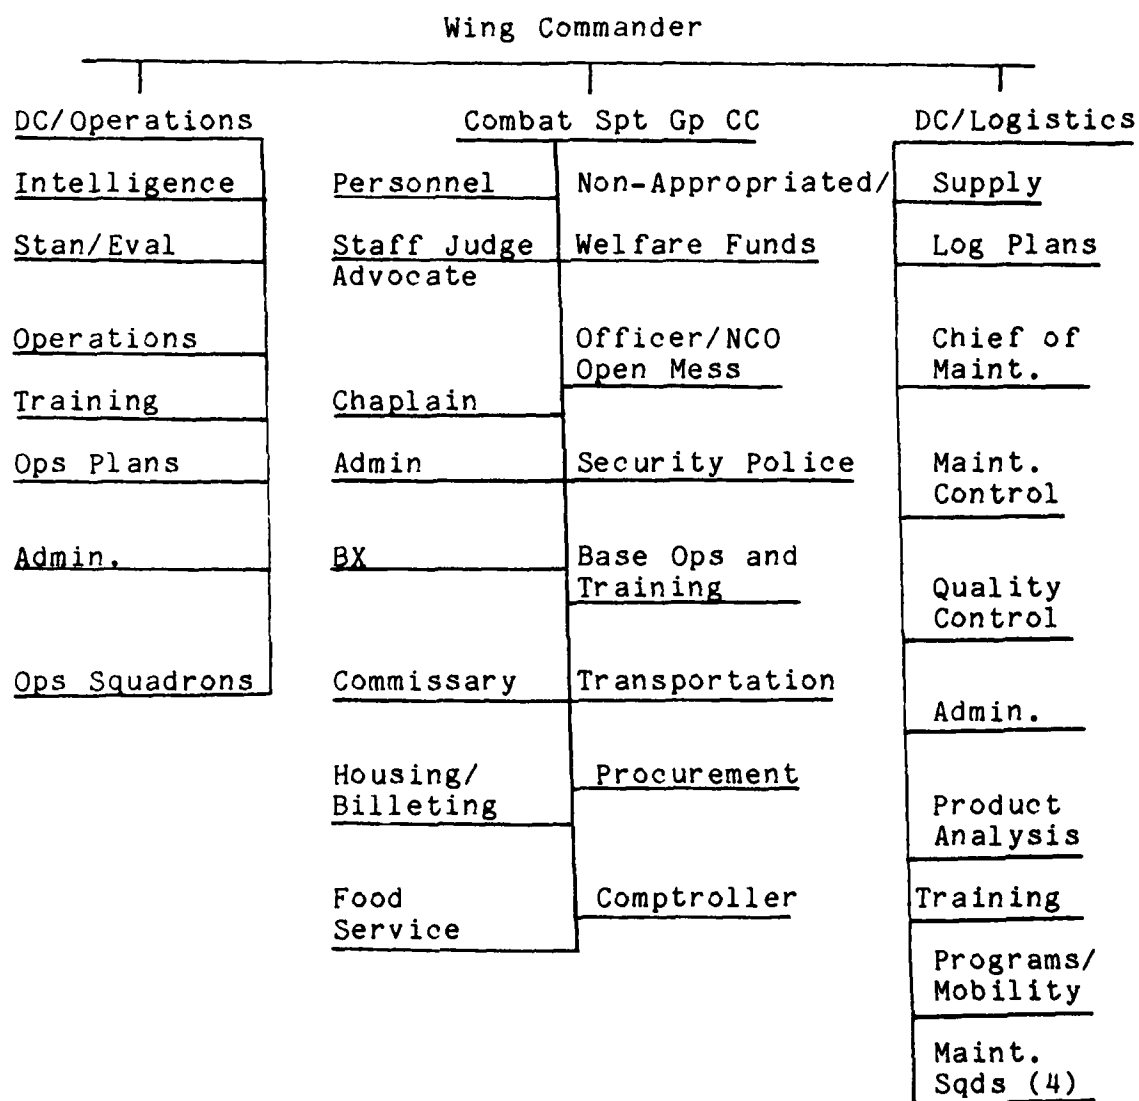 Wing Commander
DC/Operations
Intelligence
Stan/Eval
Operations
Training
Ops Plans
Admin.
Ops Squadrons
Combat Spt Gp CC
Personnel
Staff Judge
Advocate
Chaplain
Admin
BX
Commissary
Housing/
Billeting
Food
Service
Non-Appropriated/
Welfare Funds
Officer/NCO
Open Mess
Security Police
Base Ops and
Training
Transportation
Procurement
Comptroller
DC/Logistics
Supply
Log Plans
Chief of
Maint.
Maint.
Control
Quality
Control
Admin.
Product
Analysis
Training
Programs/
Mobility
Maint.
Sqds (4)